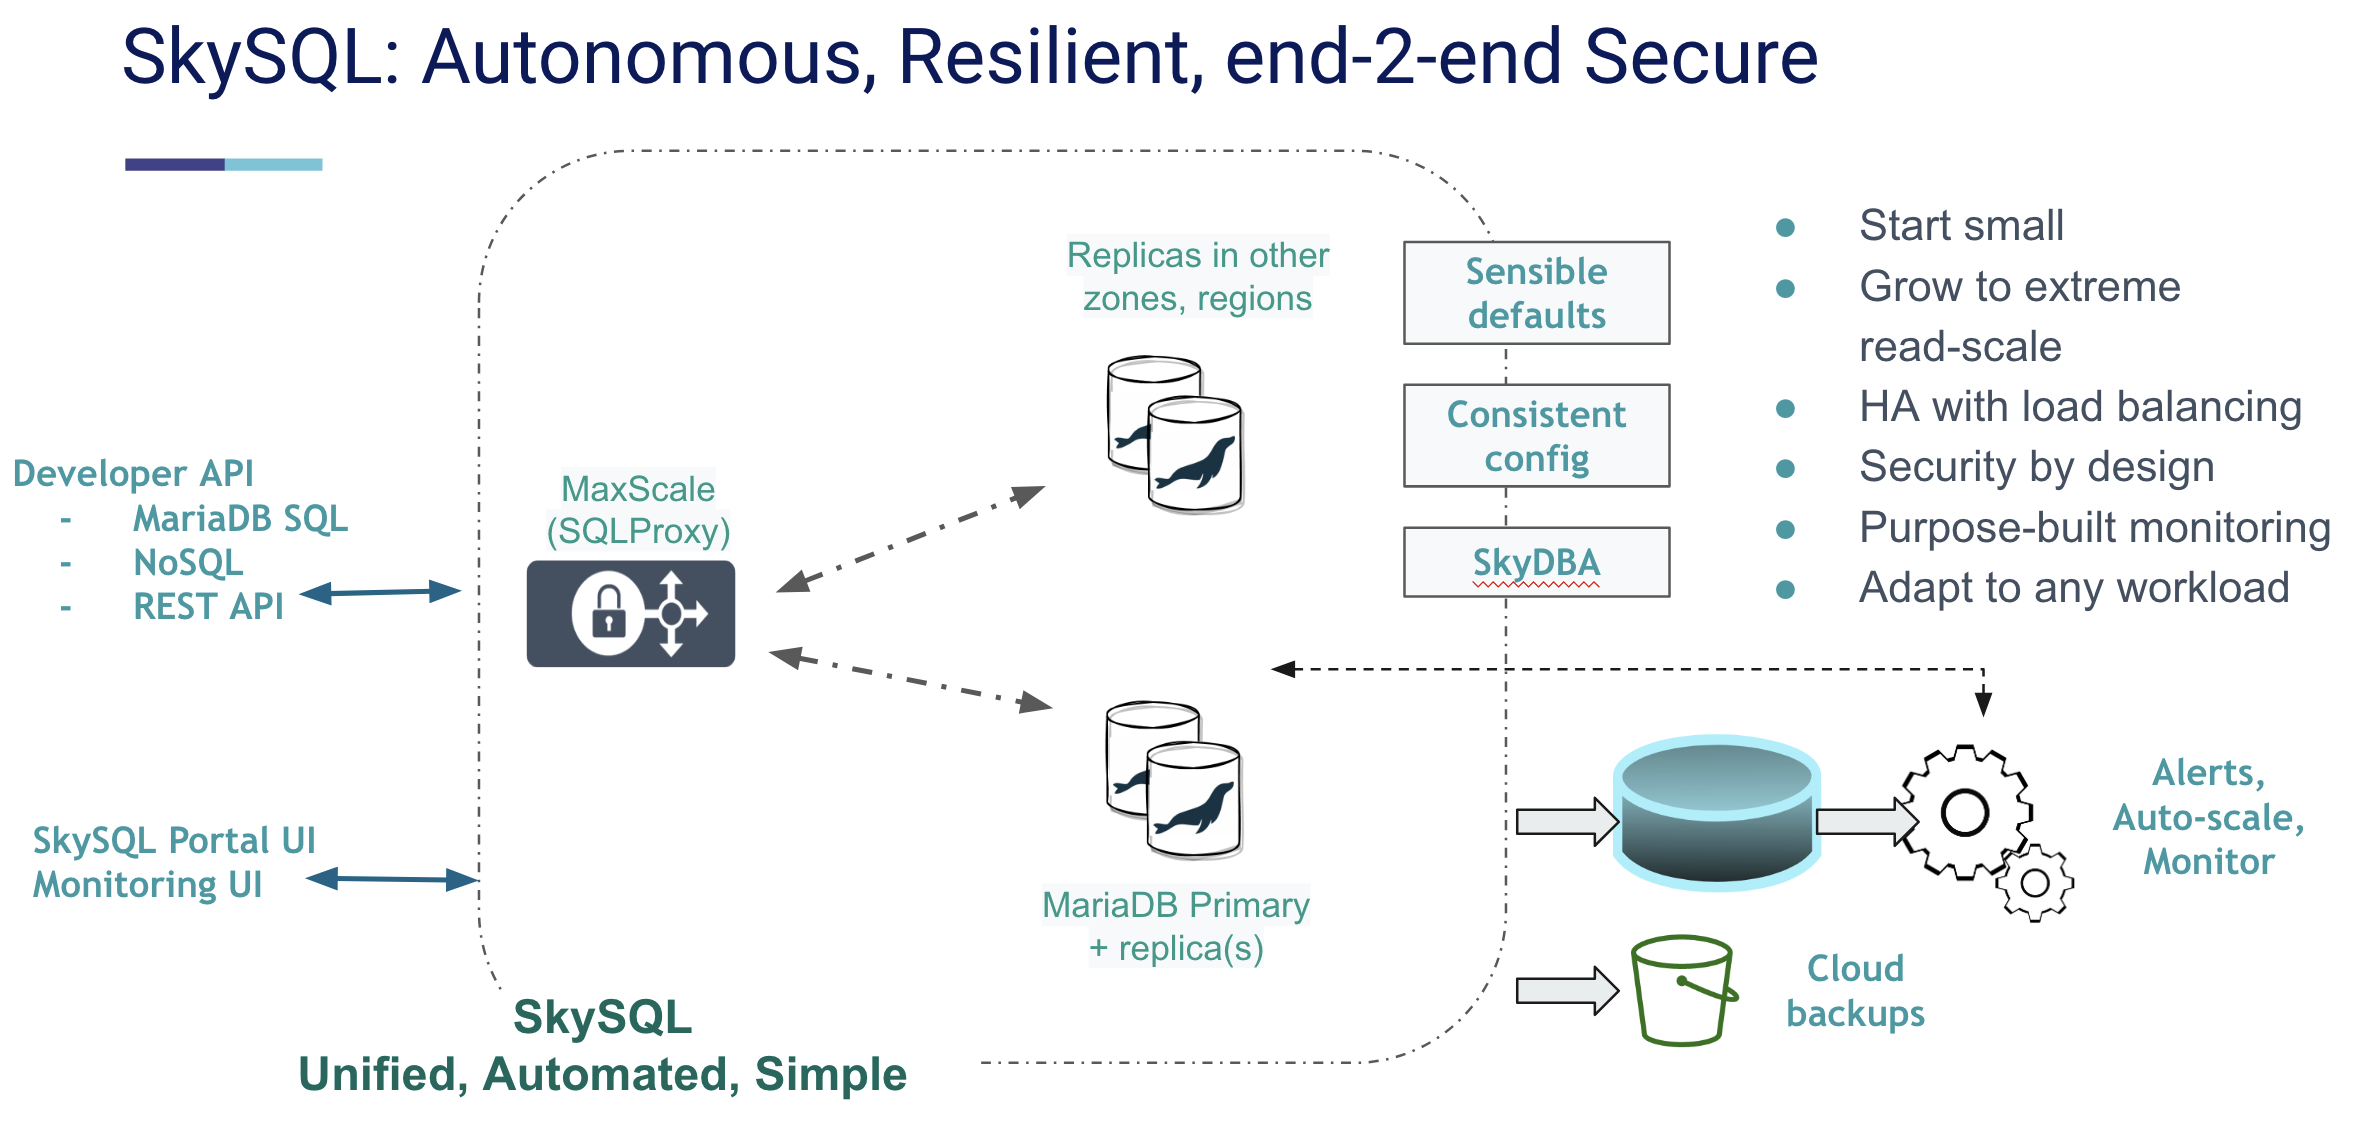 SkySQL: Autonomous, Resilient, end-2-end Secure
Developer API
- MariaDB SQL
- NoSQL
- REST API
SkySQL Portal UI
Monitoring UI
MaxScale
(SQLProxy)
Replicas in other
zones, regions
MariaDB Primary
+ replica(s)
SkySQL
Unified, Automated, Simple
Sensible
defaults
Consistent
config
SkyDBA
● Start small
● Grow to extreme
read-scale
● HA with load balancing
● Security by design
● Purpose-built monitoring
● Adapt to any workload
Alerts,
Auto-scale,
Monitor
Cloud
backups